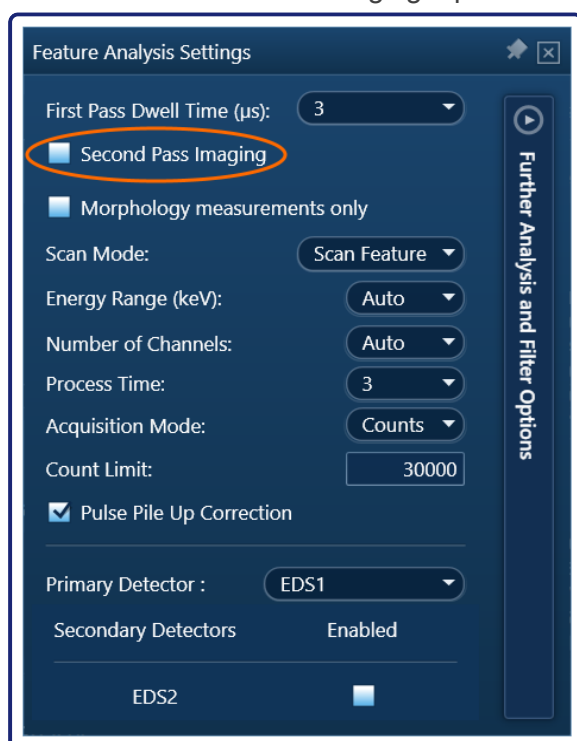 Feature Analysis Settings
First Pass Dwell Time (µs): 3
Second Pass Imaging
Morphology measurements only
Scan Mode: Scan Feature
Energy Range (keV): Auto
Number of Channels: Auto
Process Time: 3
Acquisition Mode: Counts
Count Limit: 30000
Pulse Pile Up Correction
Primary Detector : EDS1
Secondary Detectors Enabled
EDS2
Further Analysis and Filter Options